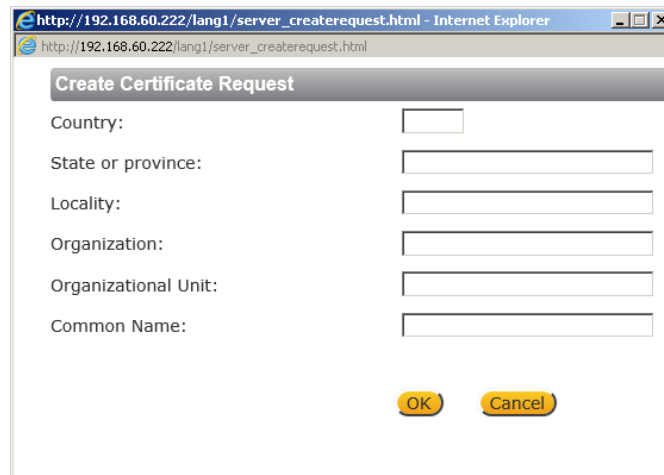 http://192.168.60.222/lang1/server_createrequest.html - Internet Explorer
http://192.168.60.222/lang1/server_createrequest.html
Create Certificate Request
Country:
State or province:
Locality:
Organization:
Organizational Unit:
Common Name:
OK Cancel